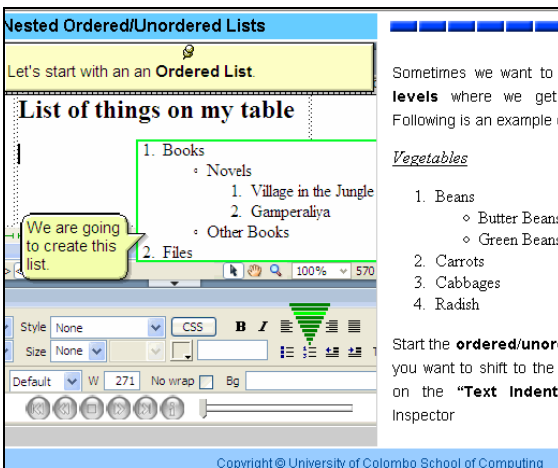 Nested Ordered/Unordered Lists
Let's start with an an Ordered List.
List of things on my table
1. Books
◦ Novels
1. Village in the Jungle
2. Gamperaliya
◦ Other Books
2. Files
We are going
to create this
list.
100% 570
Style None CSS B I
Size None
Default W 271 No wrap Bg
Sometimes we want to
levels where we get
Following is an example
Vegetables
1. Beans
◦ Butter Beans
◦ Green Beans
2. Carrots
3. Cabbages
4. Radish
Start the ordered/unor
you want to shift to the
on the "Text Indent
Inspector
Copyright © University of Colombo School of Computing